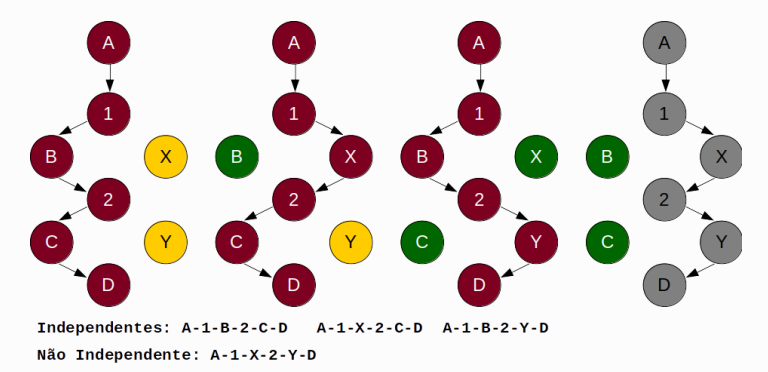 A A A A
1 1 1 1
B X B X B X B X
2 2 2 2
C Y C Y C Y C Y
D D D D
Independentes: A-1-B-2-C-D A-1-X-2-C-D A-1-B-2-Y-D
Não Independente: A-1-X-2-Y-D